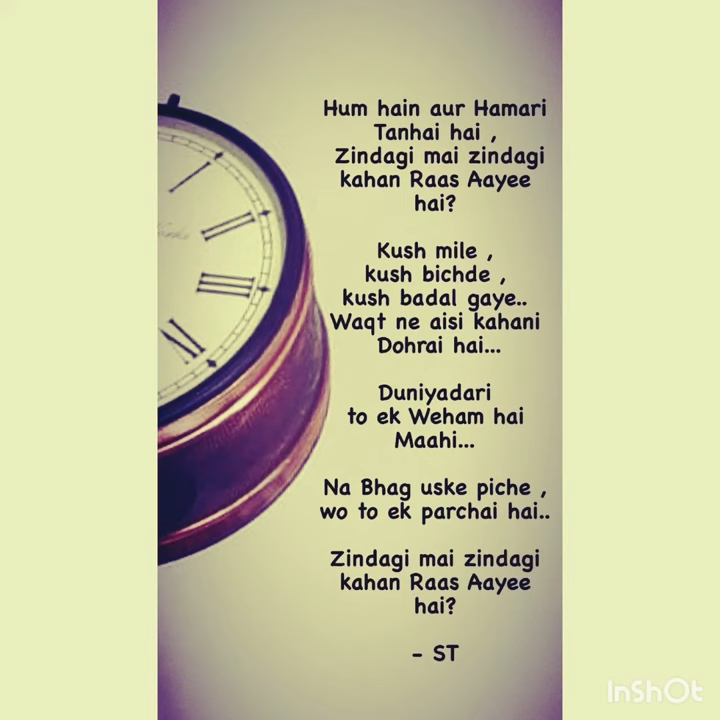 Hum hain aur Hamari
Tanhai hai ,
Zindagi mai zindagi
kahan Raas Aayee
hai?
Kush mile ,
kush bichde ,
kush badal gaye..
Waqt ne aisi kahani
Dohrai hai...
Duniyadari
to ek Weham hai
Maahi...
Na Bhag uske piche ,
wo to ek parchai hai..
Zindagi mai zindagi
kahan Raas Aayee
hai?
- ST
InShOt